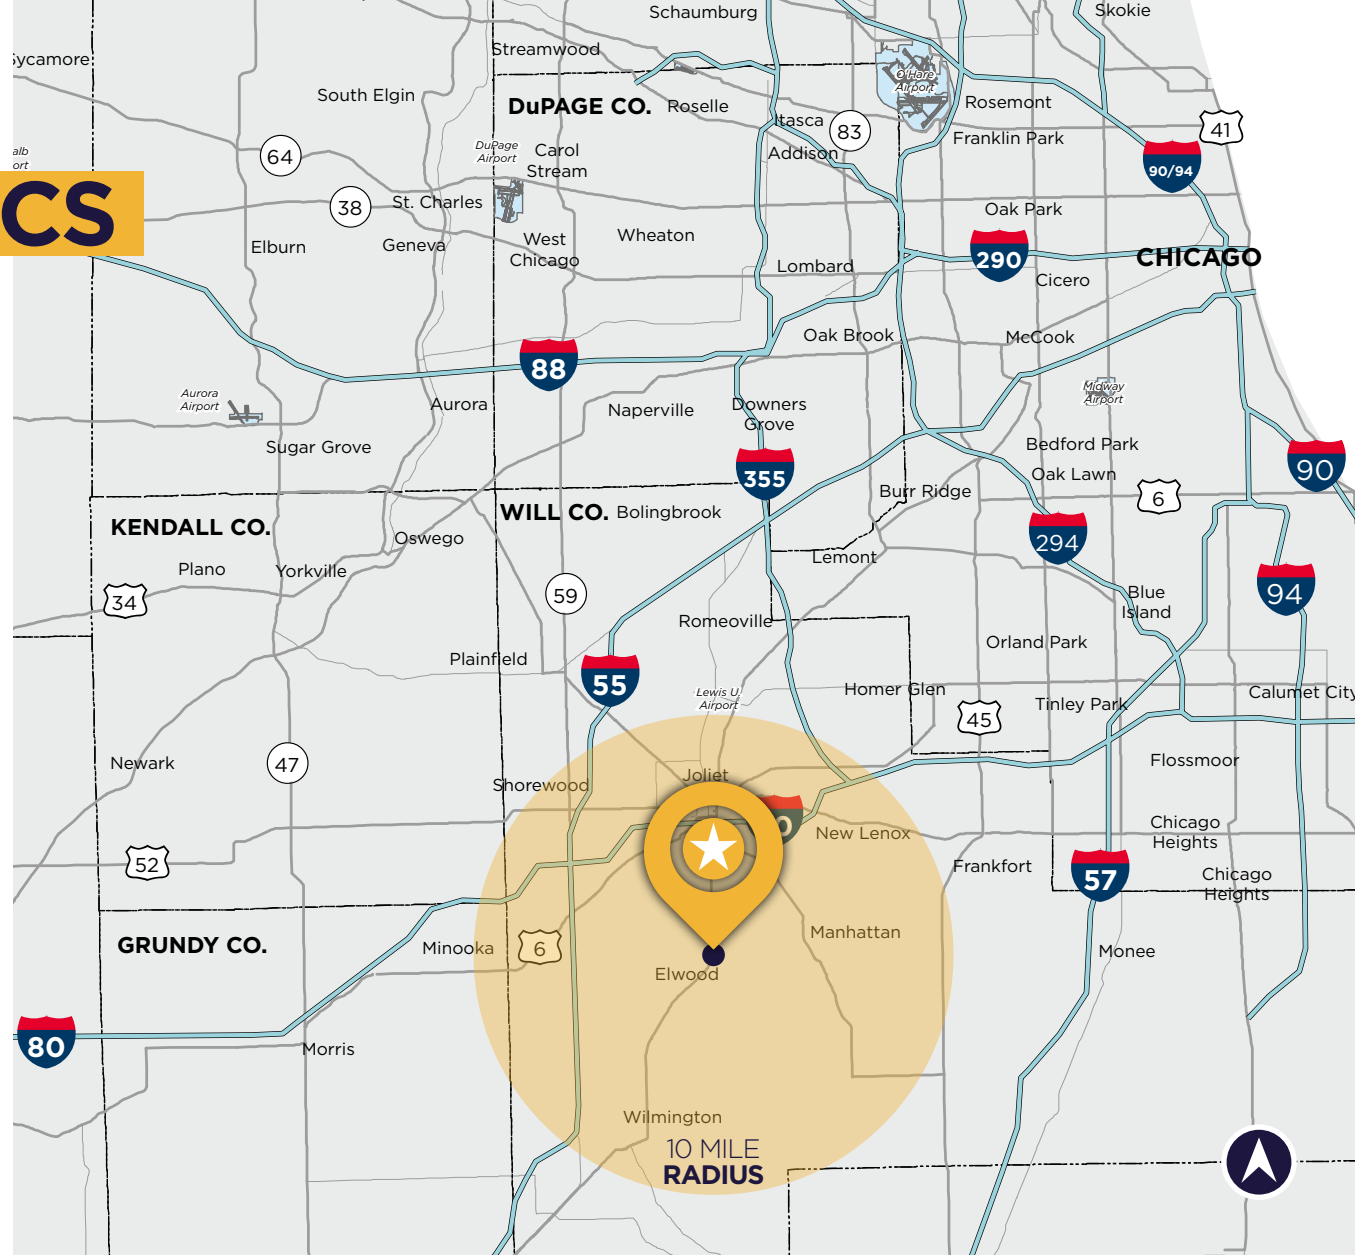 Schaumburg
Skokie
Streamwood
Sycamore
South Elgin
DuPAGE CO.
Roselle
O'Hare
Airport
Rosemont
Itasca
83
41
Franklin Park
Addison
64
DuPage
Airport
Carol
Stream
alb
ort
90/94
CS
38
St. Charles
Oak Park
Elburn
Geneva
West
Chicago
Wheaton
Lombard
290
CHICAGO
Cicero
Oak Brook
McCook
88
Aurora
Airport
Aurora
Naperville
Downers
Grove
Midway
Airport
Sugar Grove
Bedford Park
Oak Lawn
355
90
Burr Ridge
6
KENDALL CO.
WILL CO.
Bolingbrook
Oswego
294
Lemont
Plano
Yorkville
34
59
94
Blue
Island
Romeoville
Orland Park
Plainfield
55
Lewis U.
Airport
Homer Glen
45
Tinley Park
Calumet City
Newark
47
Shorewood
Joliet
Flossmoor
0
New Lenox
Chicago
Heights
52
Frankfort
57
Chicago
Heights
GRUNDY CO.
Minooka
6
Manhattan
Monee
Elwood
80
Morris
Wilmington
10 MILE
RADIUS